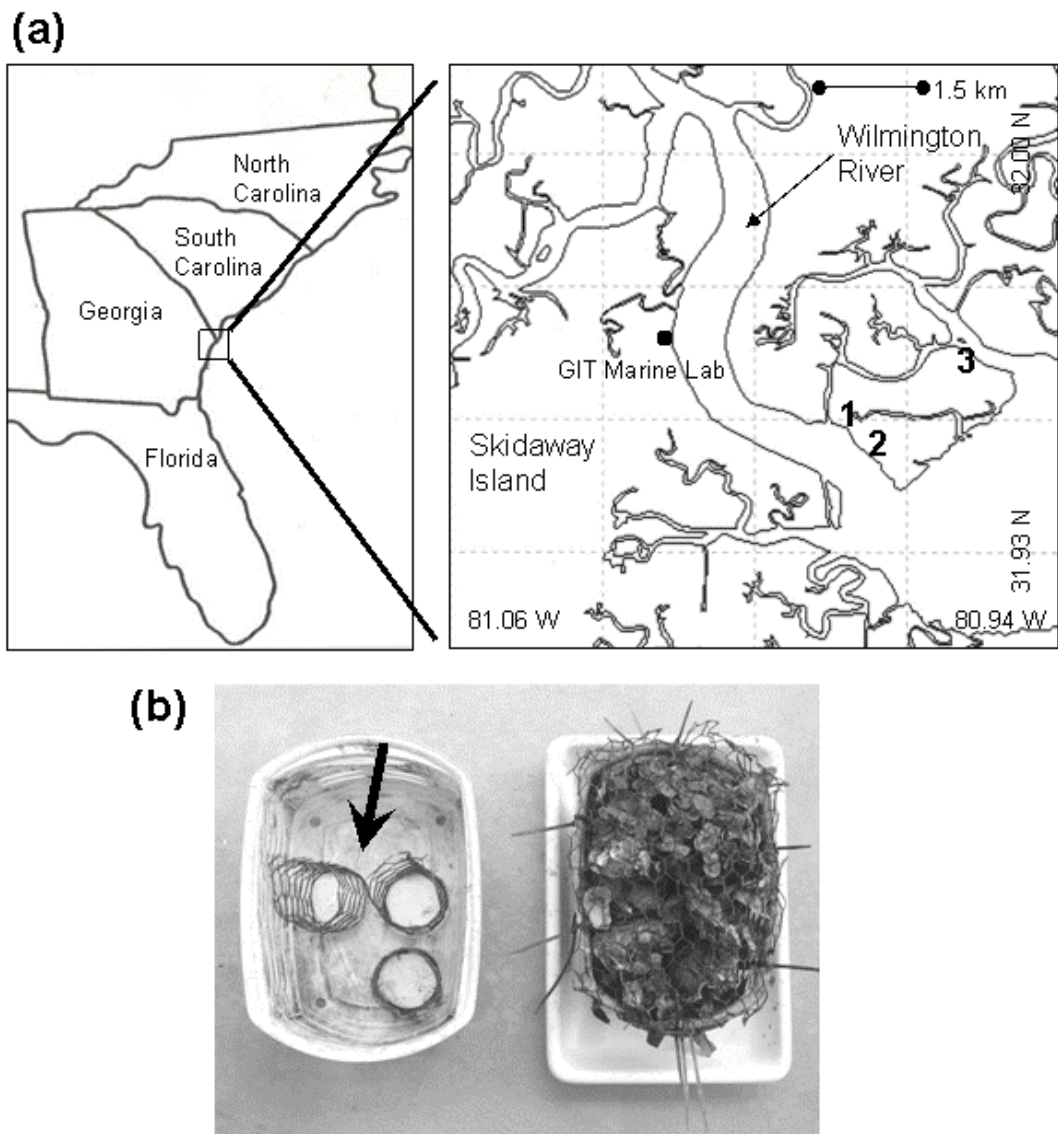 (a)
North
Carolina
South
Carolina
Georgia
Florida
1.5 km
Wilmington
River
32.00 N
GIT Marine Lab
3
1
2
Skidaway
Island
31.93 N
81.06 W
80.94 W
(b)